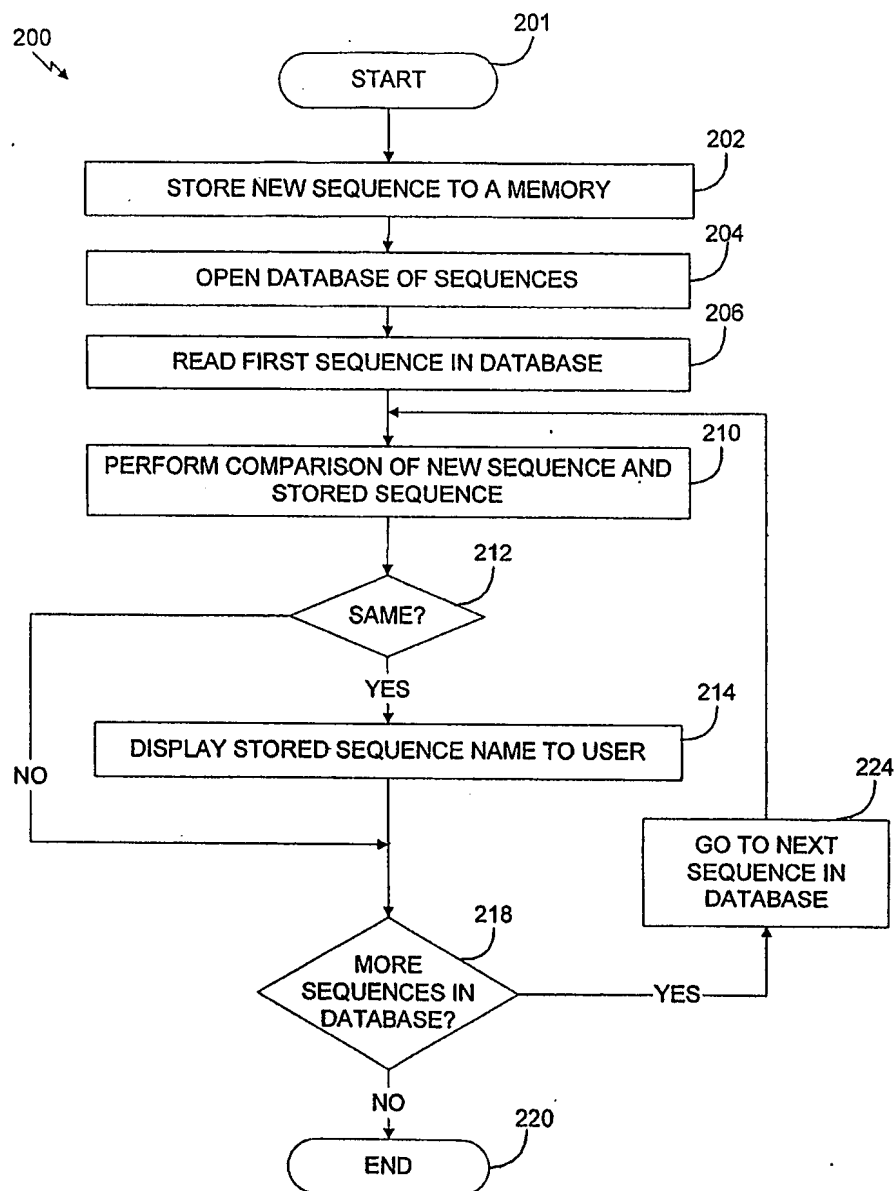 200
201
START
202
STORE NEW SEQUENCE TO A MEMORY
204
OPEN DATABASE OF SEQUENCES
206
READ FIRST SEQUENCE IN DATABASE
210
PERFORM COMPARISON OF NEW SEQUENCE AND
STORED SEQUENCE
212
SAME?
YES
214
DISPLAY STORED SEQUENCE NAME TO USER
NO
224
GO TO NEXT
SEQUENCE IN
DATABASE
218
MORE
SEQUENCES IN
DATABASE?
YES
NO
220
END